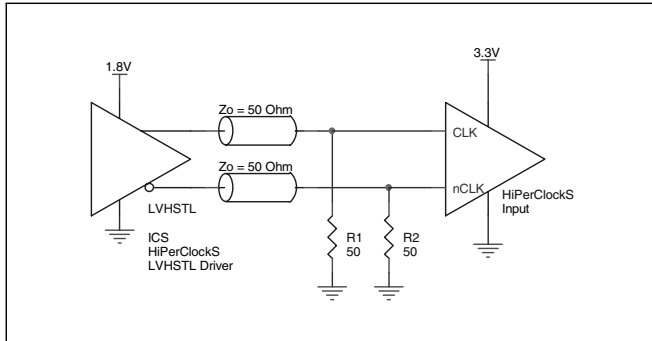 1.8V
3.3V
Zo = 50 Ohm
CLK
Zo = 50 Ohm
nCLK
HiPerClockS
Input
LVHSTL
ICS
HiPerClockS
LVHSTL Driver
R1
50
R2
50